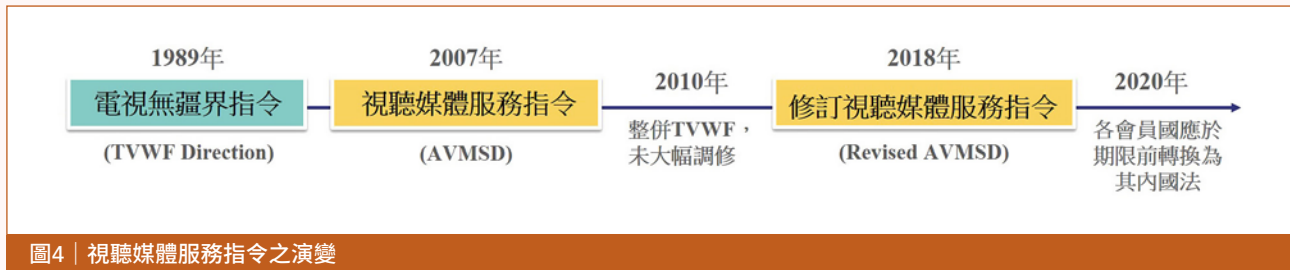 1989年
電視無疆界指令
(TVWF Direction)
2007年
視聽媒體服務指令
(AVMSD)
2010年
整併TVWF，
未大幅調修
2018年
修訂視聽媒體服務指令
(Revised AVMSD)
2020年
各會員國應於
期限前轉換為
其內國法
圖4｜視聽媒體服務指令之演變